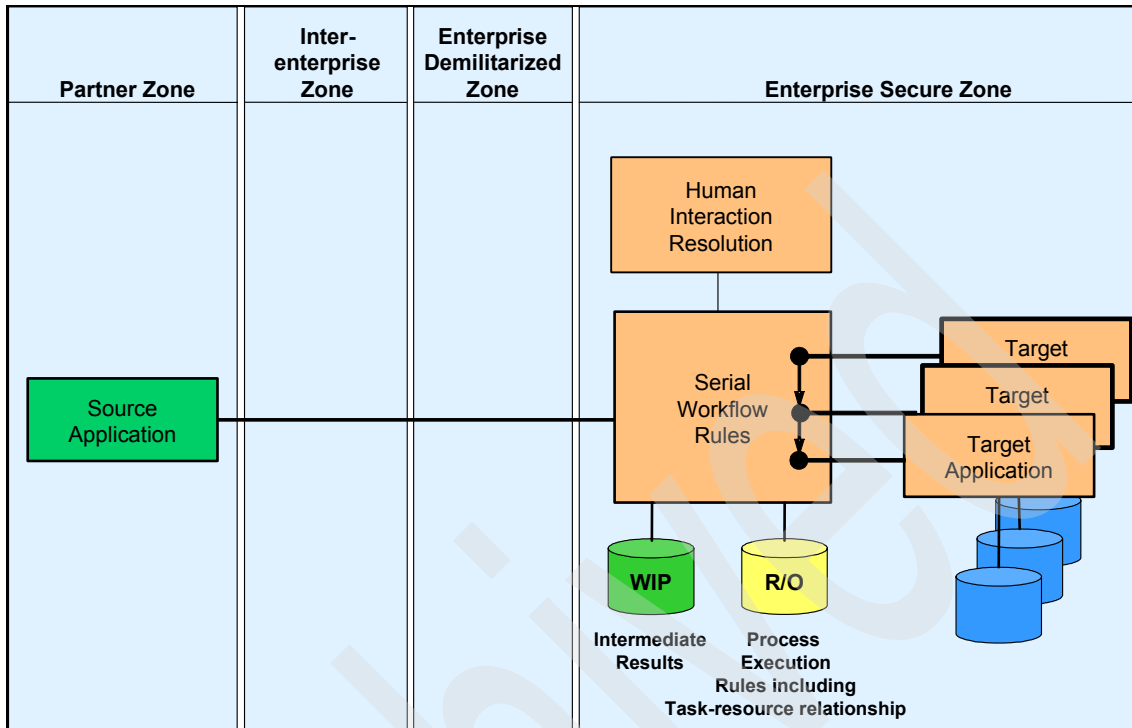 Partner Zone
Inter-
enterprise
Zone
Enterprise
Demilitarized
Zone
Enterprise Secure Zone
Human
Interaction
Resolution
Source
Application
Serial
Workflow
Rules
Target
Target
Target
Application
WIP
R/O
Intermediate
Results
Process
Execution
Rules including
Task-resource relationship